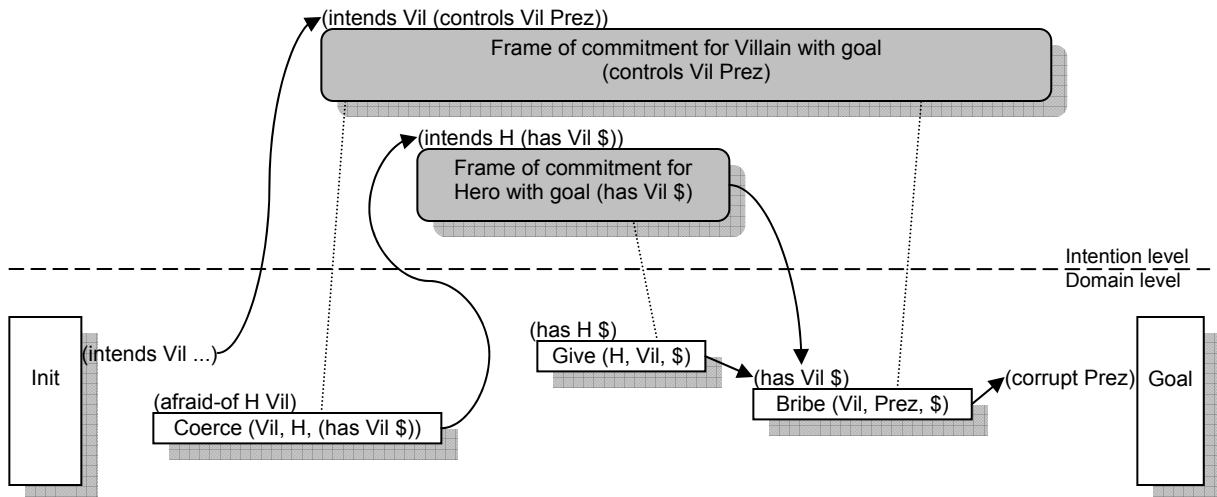 (intends Vil (controls Vil Prez))
Frame of commitment for Villain with goal
(controls Vil Prez)
(intends H (has Vil $))
Frame of commitment for
Hero with goal (has Vil $)
Intention level
Domain level
Init
(intends Vil ...)
(afraid-of H Vil)
Coerce (Vil, H, (has Vil $))
(has H $)
Give (H, Vil, $)
(has Vil $)
Bribe (Vil, Prez, $)
(corrupt Prez)
Goal